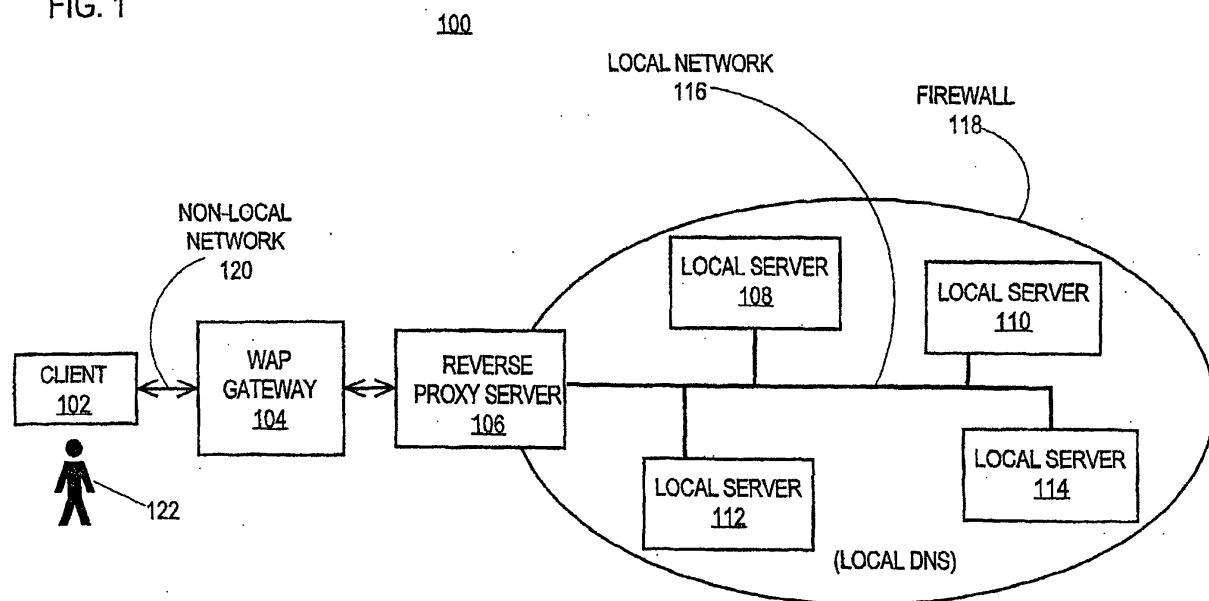 FIG. 1
100
LOCAL NETWORK
116
FIREWALL
118
NON-LOCAL
NETWORK
120
LOCAL SERVER
108
LOCAL SERVER
110
CLIENT
102
WAP
GATEWAY
104
REVERSE
PROXY SERVER
106
122
LOCAL SERVER
112
LOCAL SERVER
114
(LOCAL DNS)